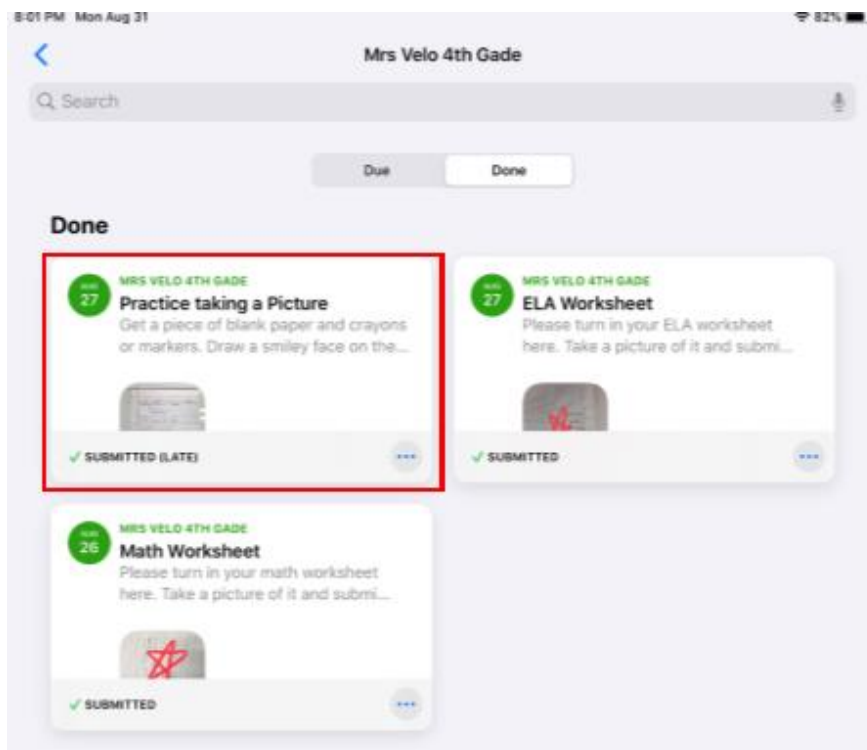 8:01 PM Mon Aug 31
82%
Mrs Velo 4th Gade
Search
Due
Done
Done
AUG
27
MRS VELO 4TH GADE
Practice taking a Picture
Get a piece of blank paper and crayons
or markers. Draw a smiley face on the...
✓ SUBMITTED (LATE)
AUG
27
MRS VELO 4TH GADE
ELA Worksheet
Please turn in your ELA worksheet
here. Take a picture of it and submi...
✓ SUBMITTED
AUG
26
MRS VELO 4TH GADE
Math Worksheet
Please turn in your math worksheet
here. Take a picture of it and submi...
✓ SUBMITTED